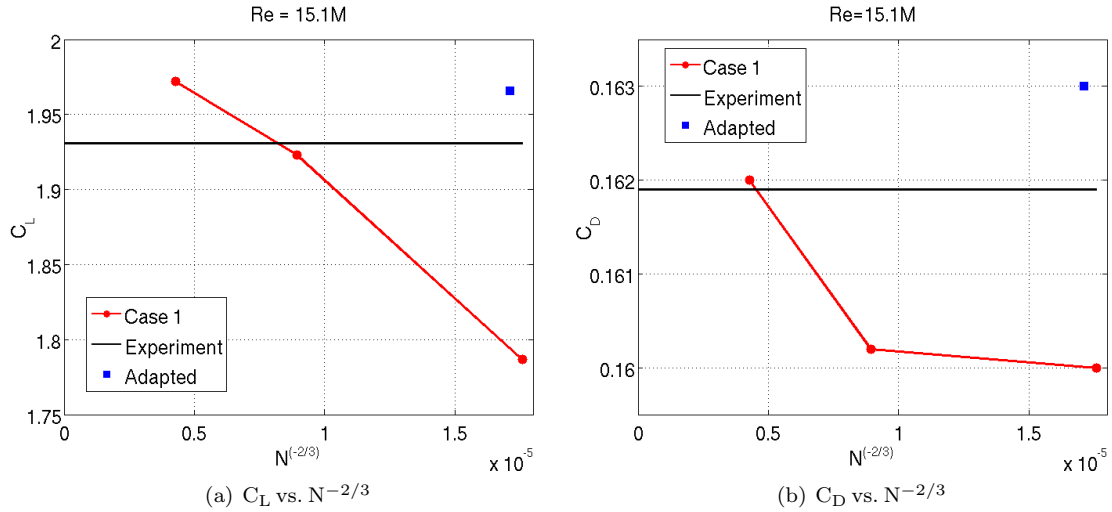 Re = 15.1M
2
1.95
1.9
1.85
1.8
1.75
C_L
Case 1
Experiment
Adapted
0
0.5
1
1.5
x 10^-5
N^(-2/3)
(a) C_L vs. N^−2/3
Re=15.1M
0.163
0.162
0.161
0.16
C_D
Case 1
Experiment
Adapted
0
0.5
1
1.5
x 10^-5
N^(-2/3)
(b) C_D vs. N^−2/3